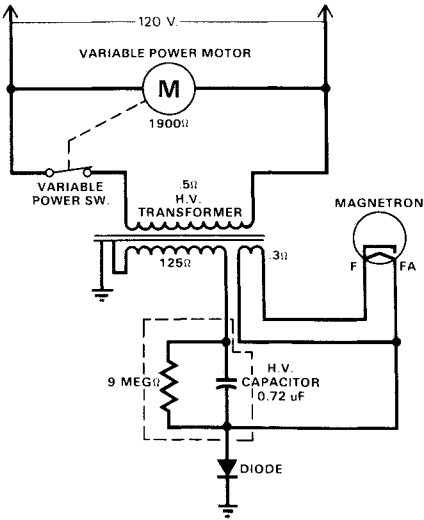 120 V.
VARIABLE POWER MOTOR
M
1900Ω
VARIABLE
POWER SW.
.5Ω
H.V.
TRANSFORMER
MAGNETRON
125Ω
.3Ω
F
FA
9 MEGΩ
H.V.
CAPACITOR
0.72 uF
DIODE